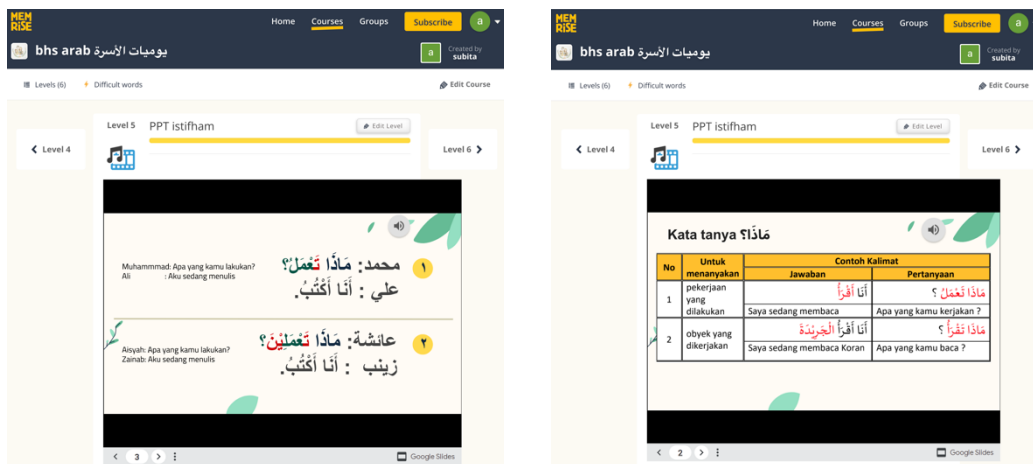 MEM
RISE
Home
Courses
Groups
Subscribe
a
bhs arab يوميات الأسرة
a
Created by
subita
Levels (6)
Difficult words
Edit Course
Level 5
PPT istifham
Edit Level
Level 4
Level 6
Muhammmad: Apa yang kamu lakukan?
Ali : Aku sedang menulis
١ محمد: مَاذَا تَعْمَلُ؟
علي : أَنَا أَكْتُبُ.
Aisyah: Apa yang kamu lakukan?
Zainab: Aku sedang menulis
٢ عائشة: مَاذَا تَعْمَلِيْنَ؟
زينب : أَنَا أَكْتُبُ.
3
Google Slides
MEM
RISE
Home
Courses
Groups
Subscribe
a
bhs arab يوميات الأسرة
a
Created by
subita
Levels (6)
Difficult words
Edit Course
Level 5
PPT istifham
Edit Level
Level 4
Level 6
Kata tanya مَاذَا؟
No
Untuk
menanyakan
Contoh Kalimat
Jawaban
Pertanyaan
1
pekerjaan
yang
dilakukan
أَنَا أَقْرَأُ
مَاذَا تَعْمَلُ ؟
Saya sedang membaca
Apa yang kamu kerjakan ?
2
obyek yang
dikerjakan
أَنَا أَقْرَأُ الْجَرِيْدَةَ
مَاذَا تَقْرَأُ ؟
Saya sedang membaca Koran
Apa yang kamu baca ?
2
Google Slides